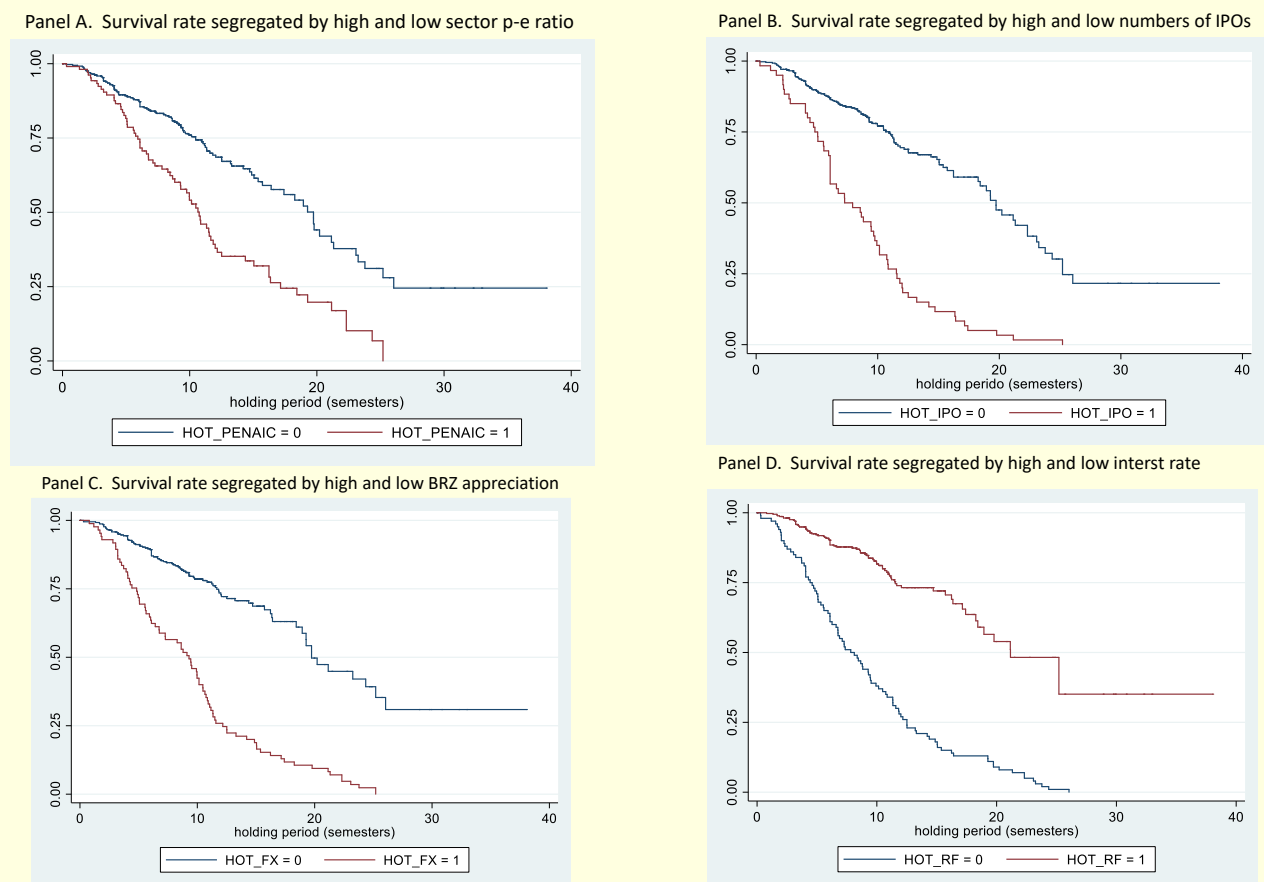 Panel A. Survival rate segregated by high and low sector p-e ratio
1.00
0.75
0.50
0.25
0.00
0 10 20 30 40
holding period (semesters)
HOT_PENAIC = 0 HOT_PENAIC = 1
Panel B. Survival rate segregated by high and low numbers of IPOs
1.00
0.75
0.50
0.25
0.00
0 10 20 30 40
holding perido (semesters)
HOT_IPO = 0 HOT_IPO = 1
Panel C. Survival rate segregated by high and low BRZ appreciation
1.00
0.75
0.50
0.25
0.00
0 10 20 30 40
holding period (semesters)
HOT_FX = 0 HOT_FX = 1
Panel D. Survival rate segregated by high and low interst rate
1.00
0.75
0.50
0.25
0.00
0 10 20 30 40
holding period (semesters)
HOT_RF = 0 HOT_RF = 1